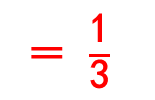 = 1/3